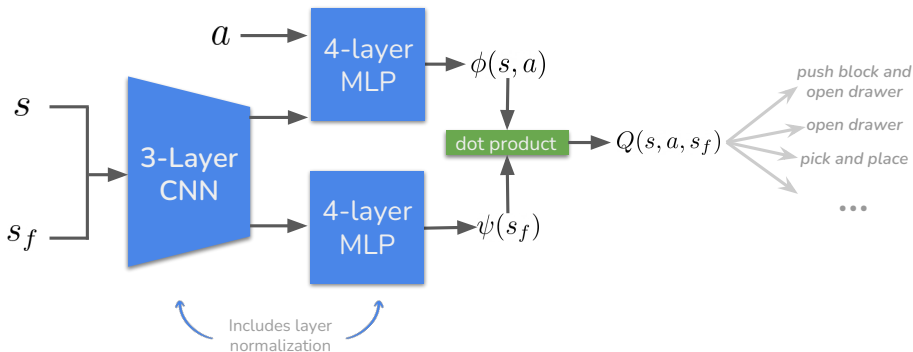 a
4-layer
MLP
ϕ(s, a)
push block and
open drawer
s
3-Layer
CNN
dot product
Q(s, a, s_f)
open drawer
pick and place
...
s_f
4-layer
MLP
ψ(s_f)
Includes layer
normalization